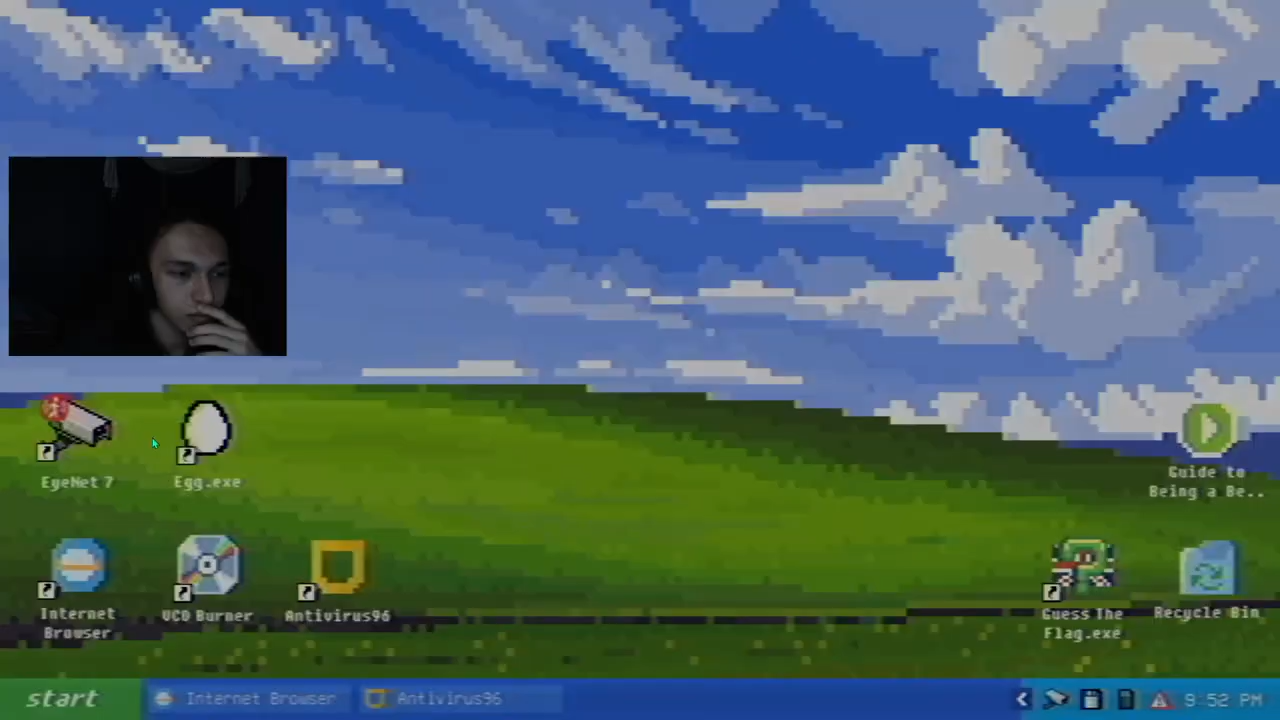 EyeNet 7
Egg.exe
Guide to
Being a Be..
Internet
Browser
VCD Burner
Antivirus96
Guess The
Flag.exe
Recycle Bin
start
Internet Browser
Antivirus96
9:52 PM